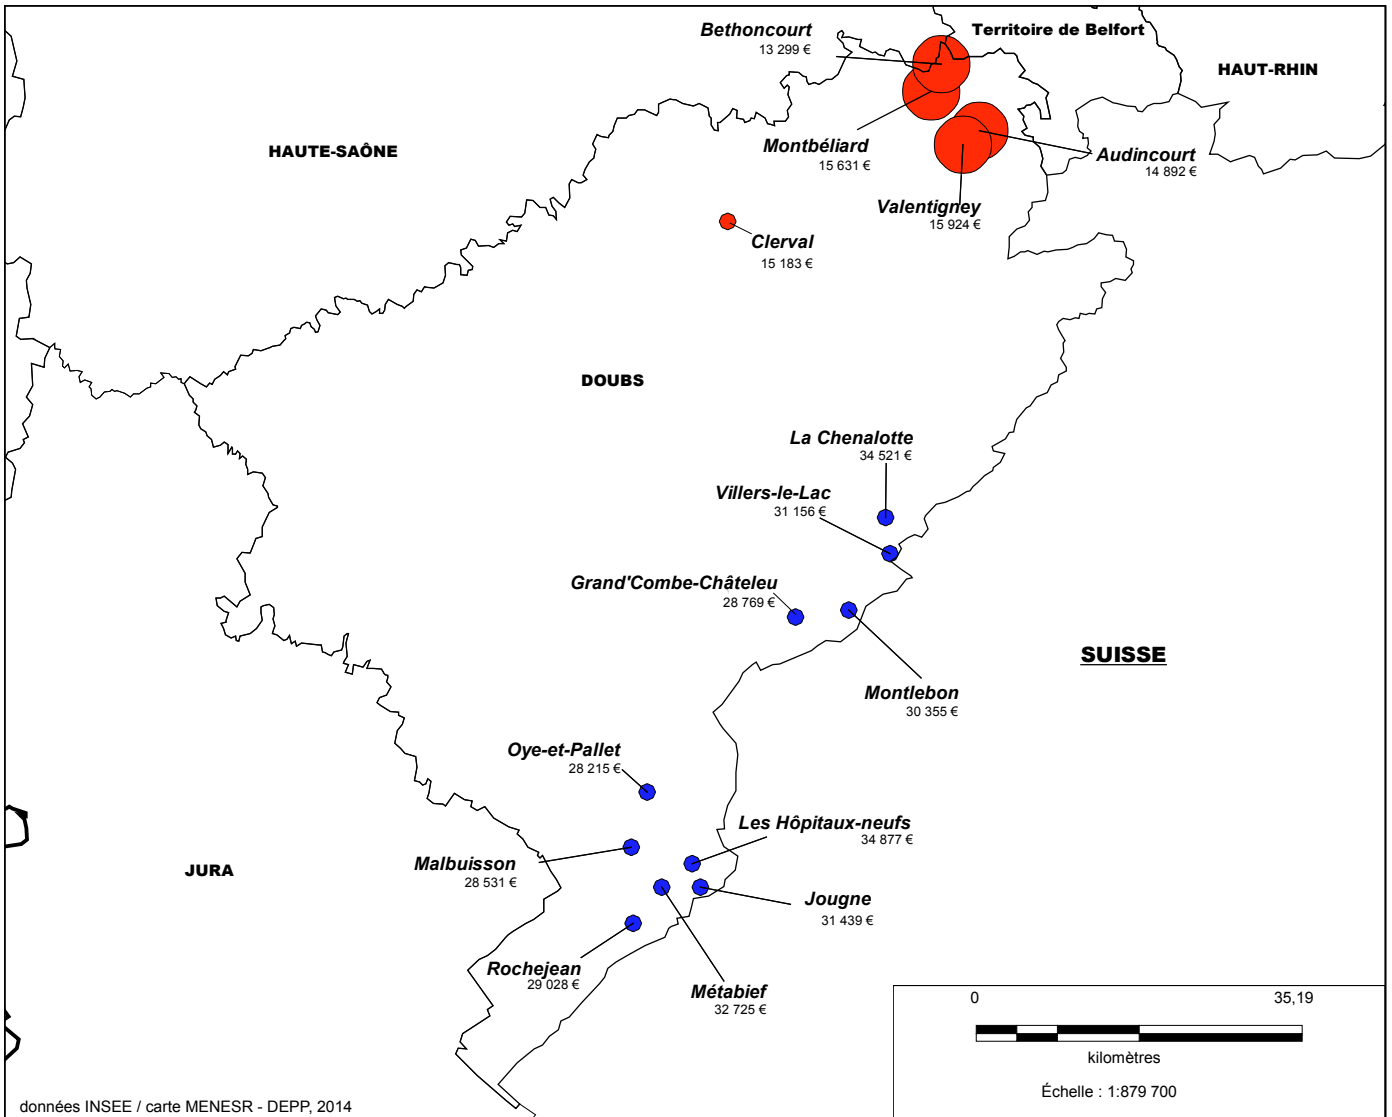 Bethoncourt
13 299 €
Territoire de Belfort
HAUT-RHIN
HAUTE-SAÔNE
Montbéliard
15 631 €
Audincourt
14 892 €
Valentigney
15 924 €
Clerval
15 183 €
DOUBS
La Chenalotte
34 521 €
Villers-le-Lac
31 156 €
Grand'Combe-Châteleu
28 769 €
SUISSE
Montlebon
30 355 €
Oye-et-Pallet
28 215 €
Les Hôpitaux-neufs
34 877 €
Malbuisson
28 531 €
JURA
Jougne
31 439 €
Rochejean
29 028 €
Métabief
32 725 €
0 35,19
kilomètres
Échelle : 1:879 700
données INSEE / carte MENESR - DEPP, 2014